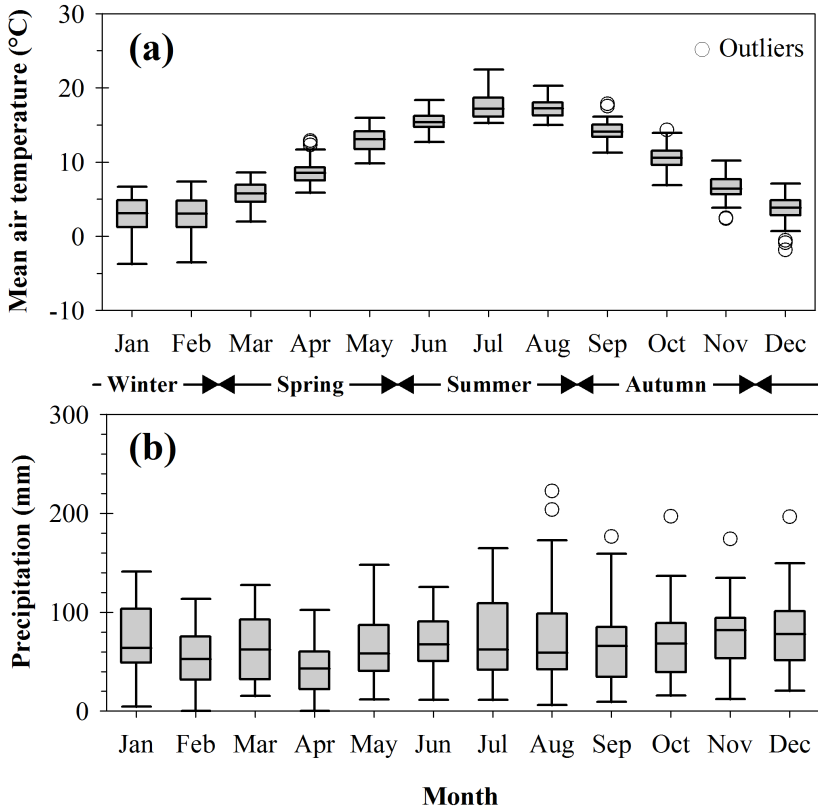 Mean air temperature (°C)
30
20
10
0
-10
(a)
Outliers
Jan Feb Mar Apr May Jun Jul Aug Sep Oct Nov Dec
Winter Spring Summer Autumn
Precipitation (mm)
300
200
100
0
(b)
Jan Feb Mar Apr May Jun Jul Aug Sep Oct Nov Dec
Month